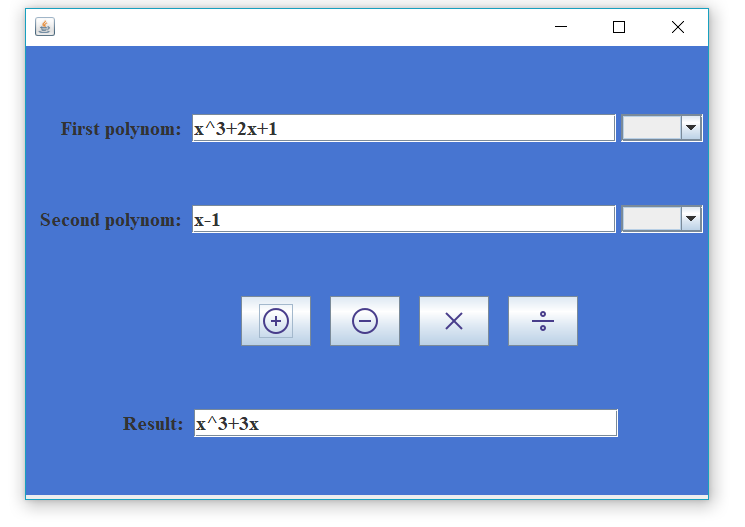 First polynom: x^3+2x+1
Second polynom: x-1
Result: x^3+3x